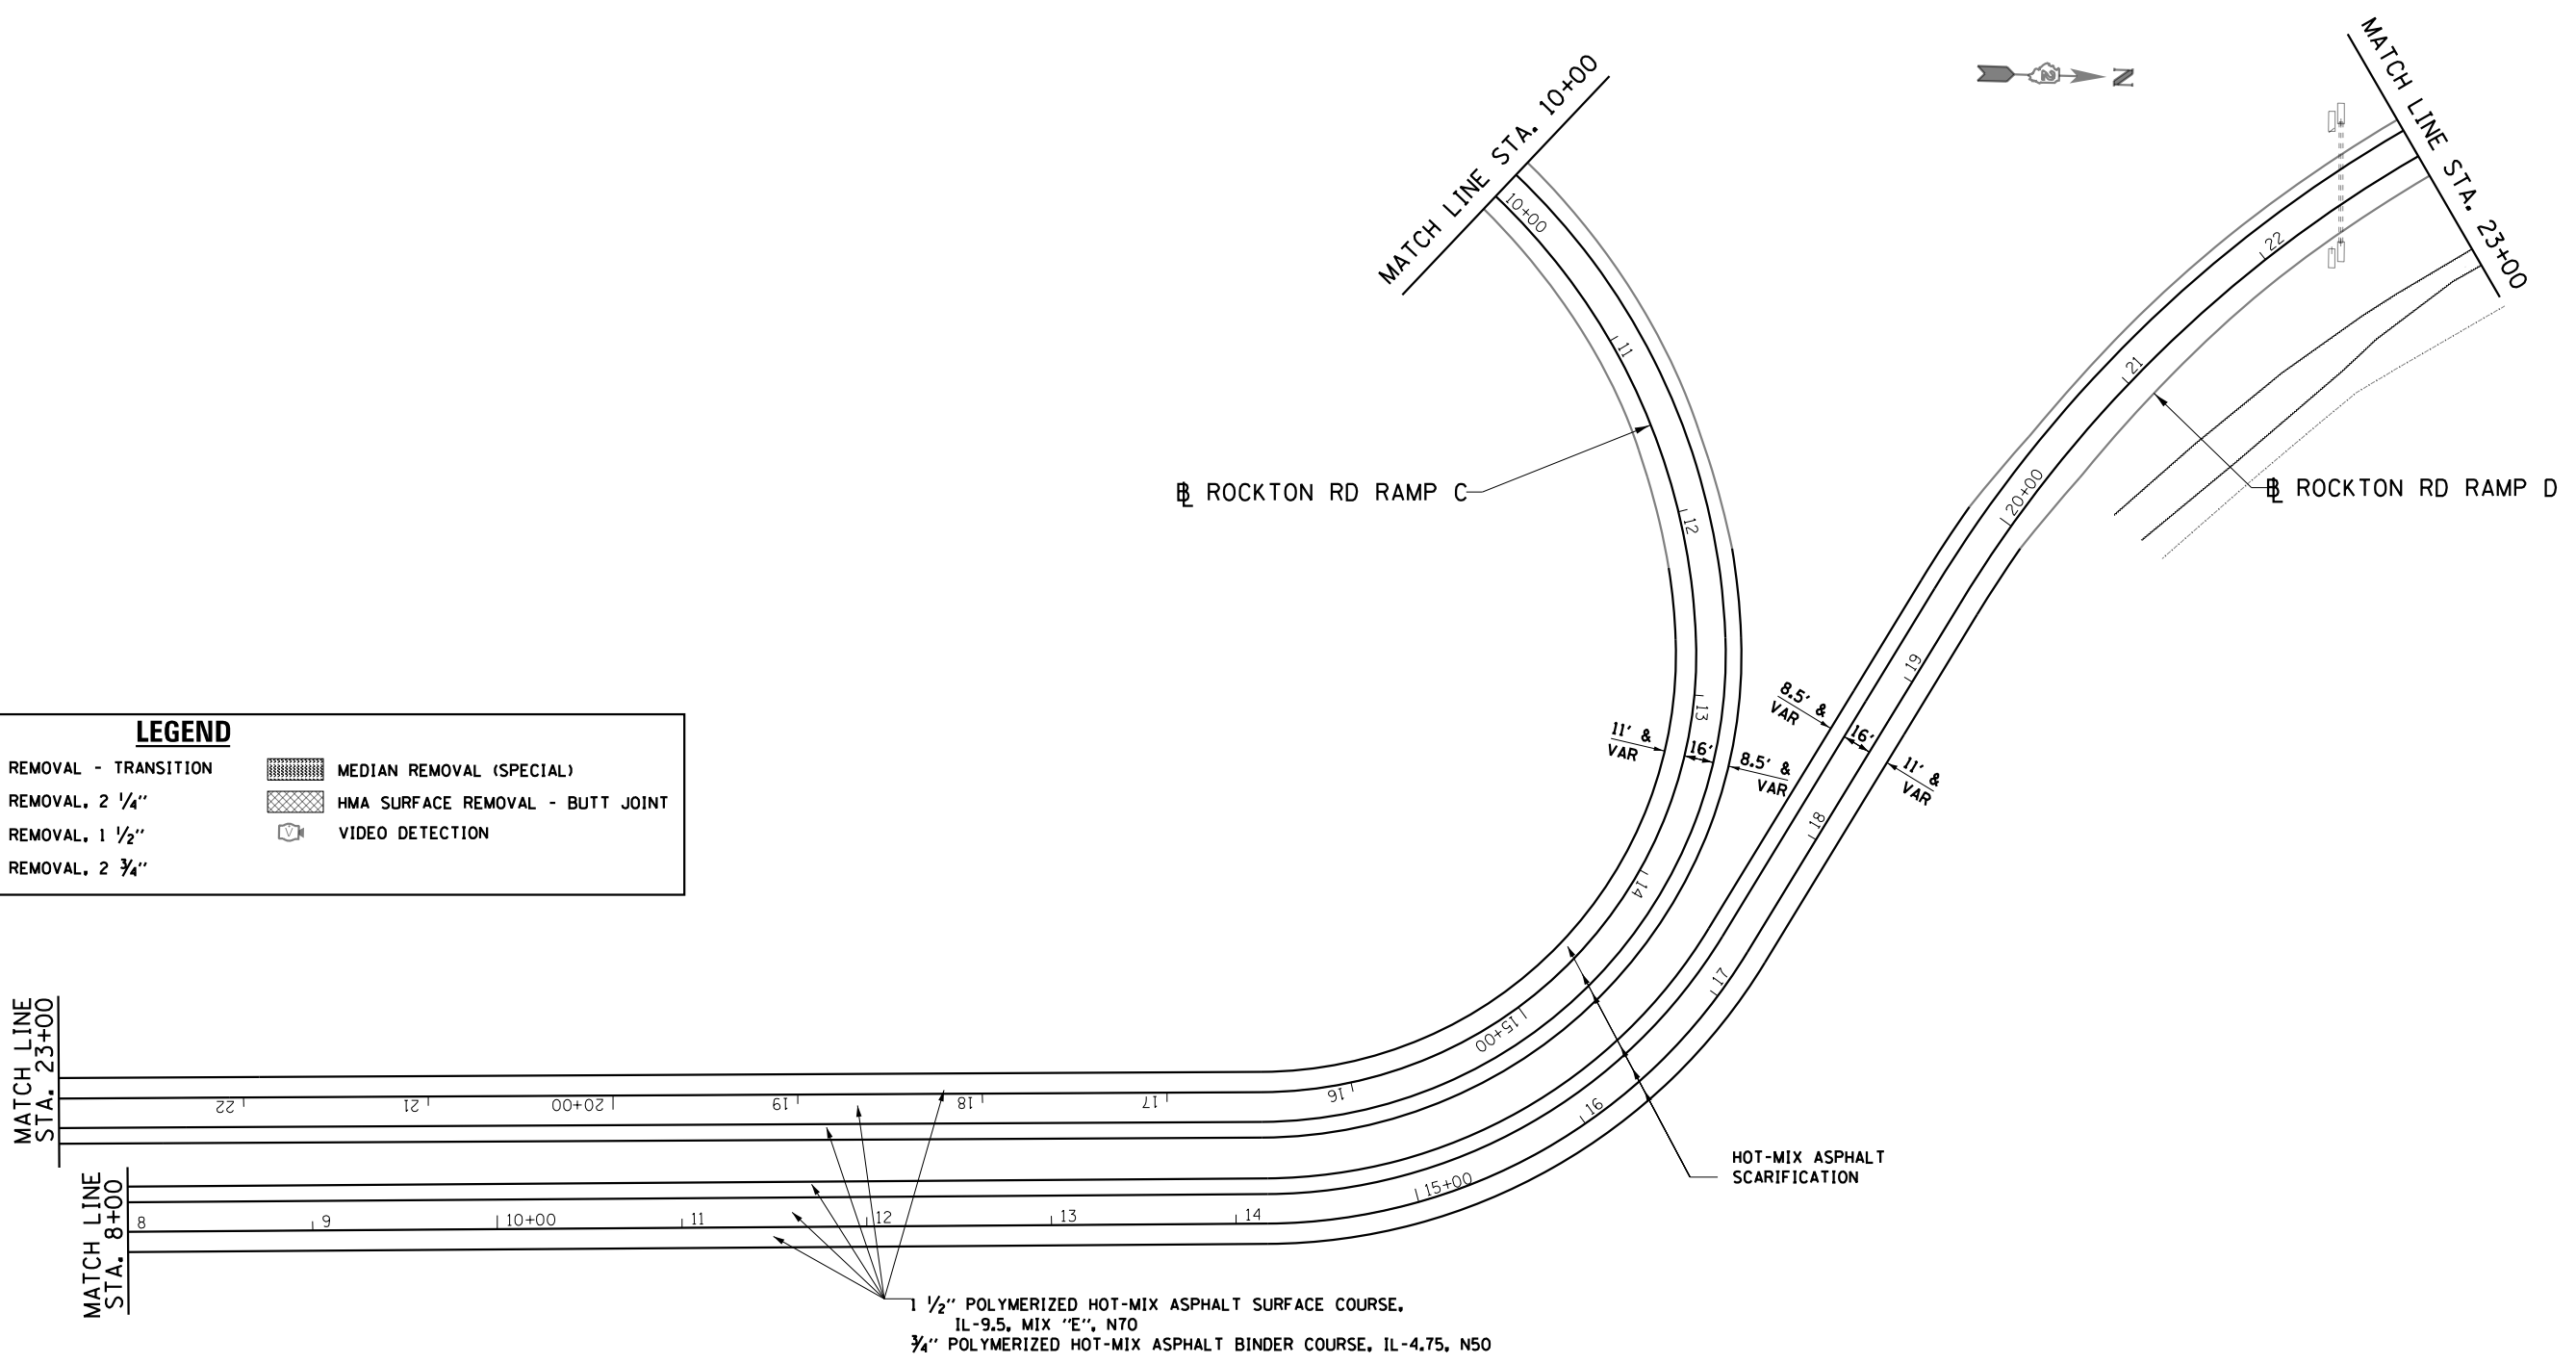 MATCH LINE STA. 10+00
N
2
MATCH LINE STA. 23+00
10+00
11
12
13
14
15+00
16
17
18
19
20+00
21
22
22
21
20+00
19
18
17
16
15+00
14
13
12
11
10+00
9
8
BL ROCKTON RD RAMP C
BL ROCKTON RD RAMP D
8.5' &
VAR
16'
11' &
VAR
11' &
VAR
16'
8.5' &
VAR
LEGEND
REMOVAL - TRANSITION
REMOVAL, 2 1/4"
REMOVAL, 1 1/2"
REMOVAL, 2 3/4"
MEDIAN REMOVAL (SPECIAL)
HMA SURFACE REMOVAL - BUTT JOINT
V
VIDEO DETECTION
MATCH LINE
STA. 23+00
MATCH LINE
STA. 8+00
HOT-MIX ASPHALT
SCARIFICATION
1 1/2" POLYMERIZED HOT-MIX ASPHALT SURFACE COURSE,
IL-9.5, MIX "E", N70
3/4" POLYMERIZED HOT-MIX ASPHALT BINDER COURSE, IL-4.75, N50